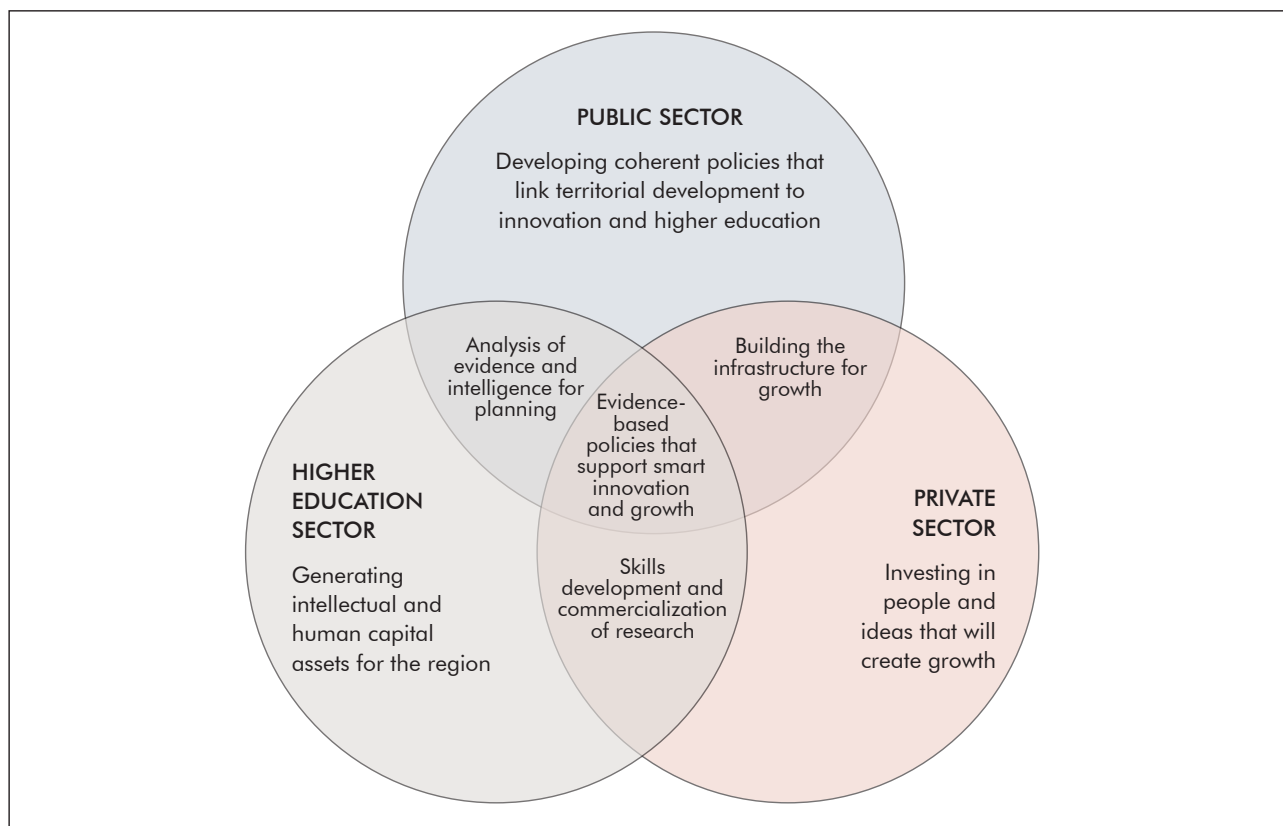 PUBLIC SECTOR
Developing coherent policies that
link territorial development to
innovation and higher education
Analysis of
evidence and
intelligence for
planning
Building the
infrastructure for
growth
Evidence-
based
policies that
support smart
innovation
and growth
HIGHER
EDUCATION
SECTOR
Generating
intellectual and
human capital
assets for the region
Skills
development and
commercialization
of research
PRIVATE
SECTOR
Investing in
people and
ideas that will
create growth